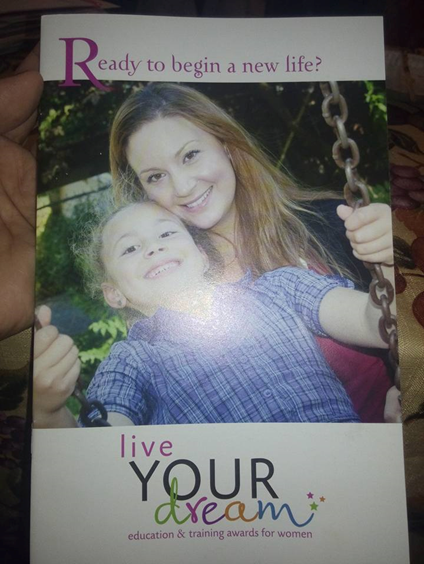 Ready to begin a new life?
live
YOUR
dream
education & training awards for women